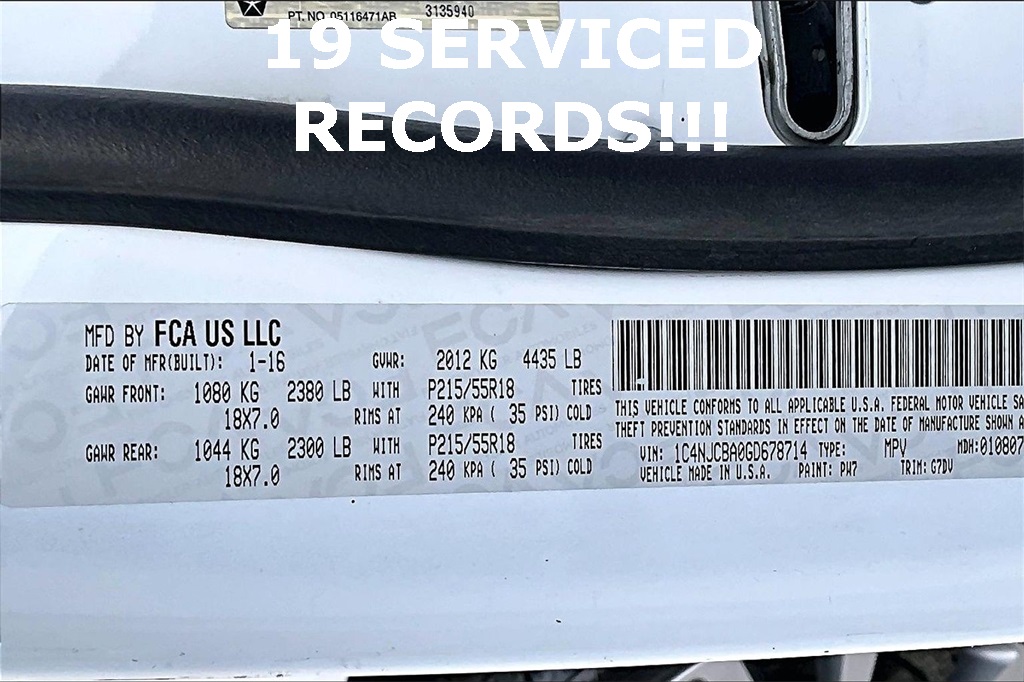 PT. NO. 05116471AB 3135940
19 SERVICED
RECORDS!!!
MFD BY FCA US LLC
DATE OF MFR(BUILT): 1-16 GVWR: 2012 KG 4435 LB
GAWR FRONT: 1080 KG 2380 LB WITH P215/55R18 TIRES
18X7.0 RIMS AT 240 KPA ( 35 PSI) COLD
GAWR REAR: 1044 KG 2300 LB WITH P215/55R18 TIRES
18X7.0 RIMS AT 240 KPA ( 35 PSI) COLD
THIS VEHICLE CONFORMS TO ALL APPLICABLE U.S.A. FEDERAL MOTOR VEHICLE SA
THEFT PREVENTION STANDARDS IN EFFECT ON THE DATE OF MANUFACTURE SHOWN A
VIN: 1C4NJCBA0GD678714 TYPE: MPV MDH:010807
VEHICLE MADE IN U.S.A. PAINT: PW7 TRIM: G7DV